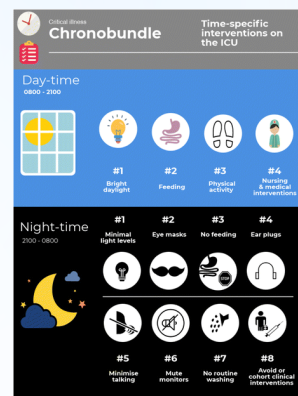 Critical illness
Chronobundle
Time-specific
interventions on
the ICU
Day-time
0800 - 2100
#1
Bright
daylight
#2
Feeding
#3
Physical
activity
#4
Nursing
& medical
interventions
Night-time
2100 - 0800
#1
Minimal
light levels
#2
Eye masks
#3
No feeding
#4
Ear plugs
STOP
#5
Minimise
talking
#6
Mute
monitors
#7
No routine
washing
#8
Avoid or
cohort clinical
interventions